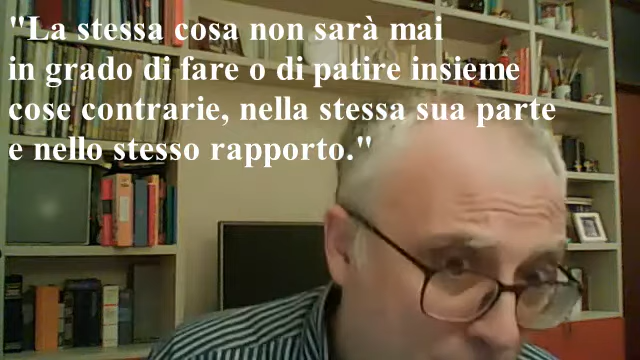 "La stessa cosa non sarà mai
in grado di fare o di patire insieme
cose contrarie, nella stessa sua parte
e nello stesso rapporto."